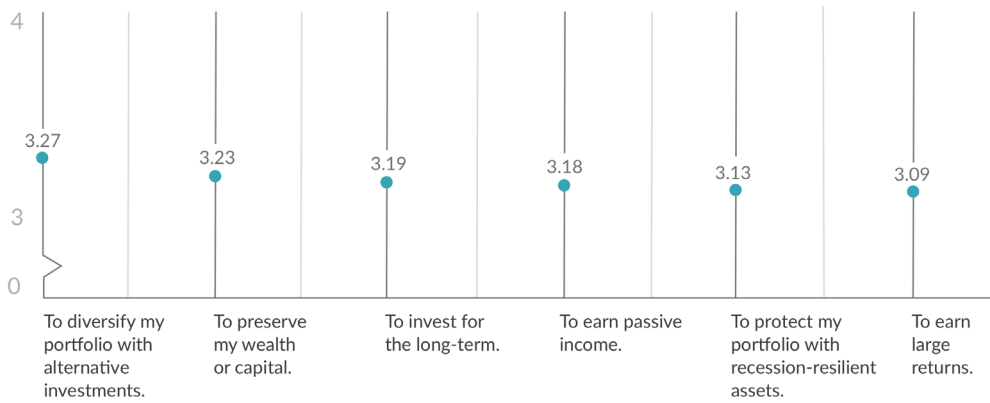 4
3.27
3.23
3.19
3.18
3.13
3.09
3
0
To diversify my
portfolio with
alternative
investments.
To preserve
my wealth
or capital.
To invest for
the long-term.
To earn passive
income.
To protect my
portfolio with
recession-resilient
assets.
To earn
large
returns.